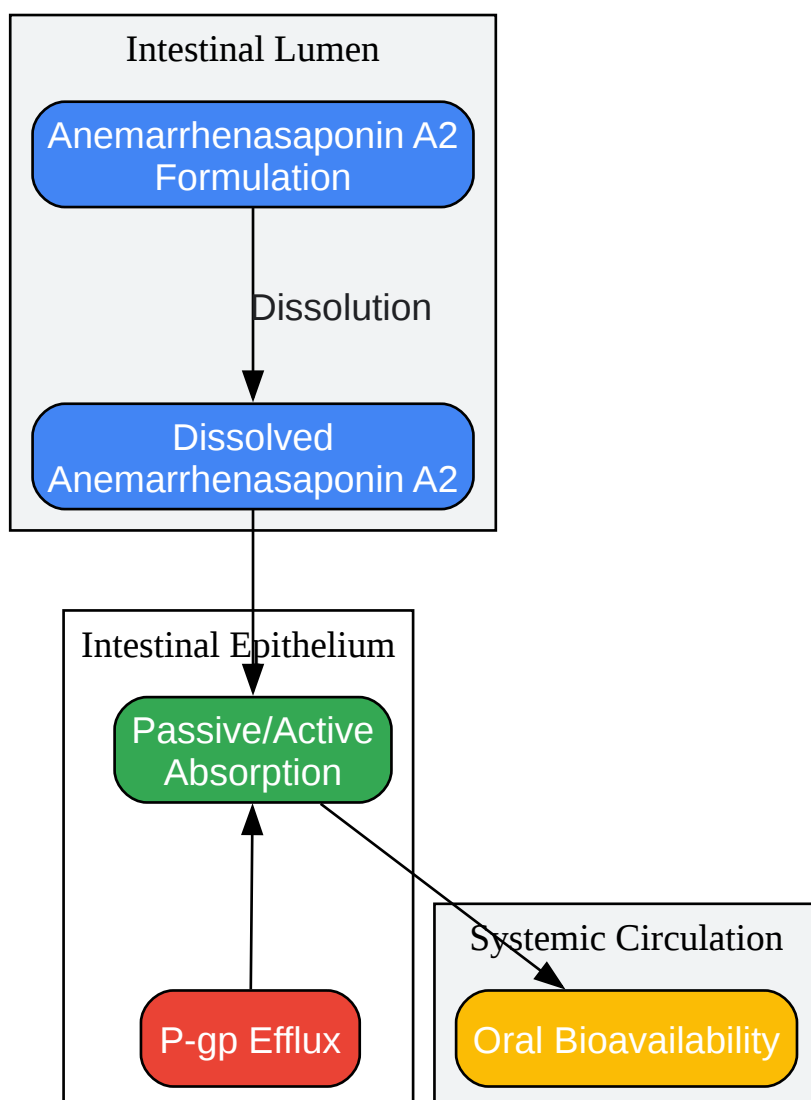 Intestinal Lumen
Anemarrhenasaponin A2
Formulation
Dissolution
Dissolved
Anemarrhenasaponin A2
Intestinal Epithelium
Passive/Active
Absorption
Systemic Circulation
P-gp Efflux
Oral Bioavailability